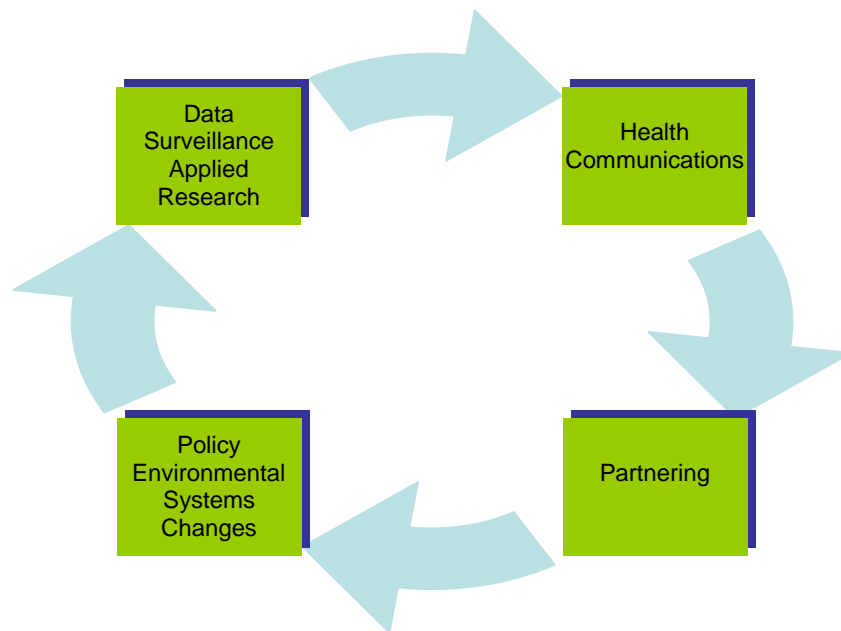 Data
Surveillance
Applied
Research
Health
Communications
Policy
Environmental
Systems
Changes
Partnering